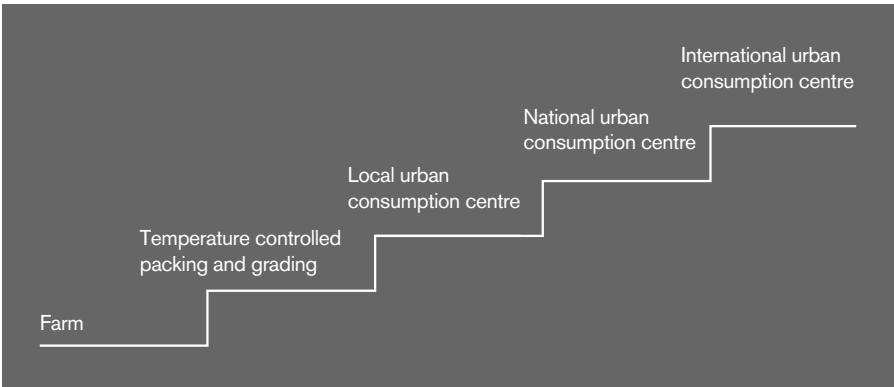 International urban
consumption centre
National urban
consumption centre
Local urban
consumption centre
Temperature controlled
packing and grading
Farm